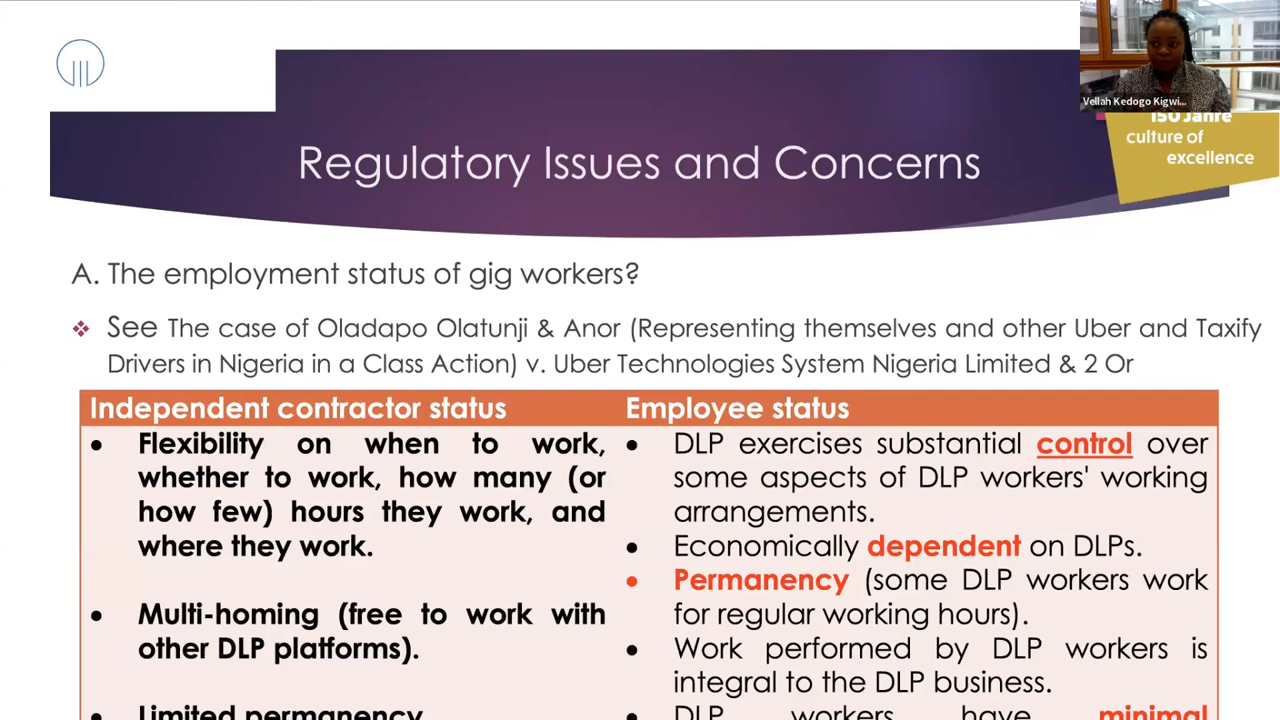 Vellah Kedogo Kigwi...
150 Jahre
culture of
excellence
Regulatory Issues and Concerns
A. The employment status of gig workers?
❖ See The case of Oladapo Olatunji & Anor (Representing themselves and other Uber and Taxify
Drivers in Nigeria in a Class Action) v. Uber Technologies System Nigeria Limited & 2 Or
Independent contractor status
• Flexibility on when to work,
whether to work, how many (or
how few) hours they work, and
where they work.
• Multi-homing (free to work with
other DLP platforms).
• Limited permanency
Employee status
• DLP exercises substantial control over
some aspects of DLP workers' working
arrangements.
• Economically dependent on DLPs.
• Permanency (some DLP workers work
for regular working hours).
• Work performed by DLP workers is
integral to the DLP business.
• DLP workers have minimal